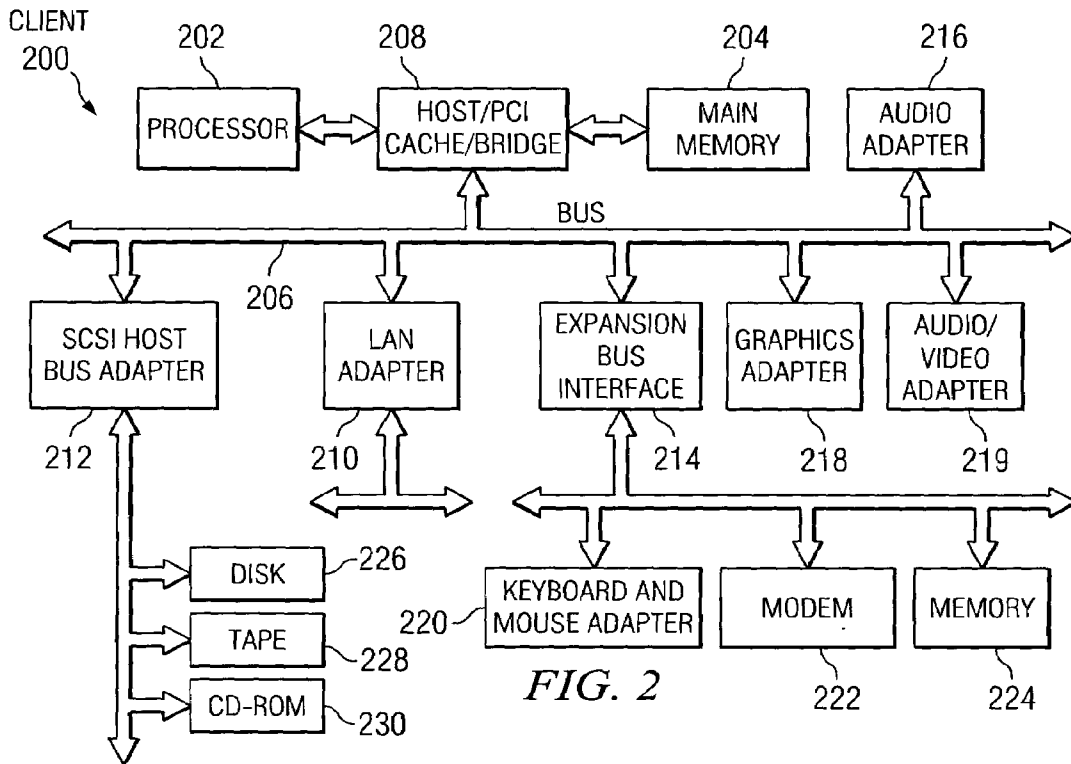 CLIENT
200
202
208
204
216
PROCESSOR
HOST/PCI
CACHE/BRIDGE
MAIN
MEMORY
AUDIO
ADAPTER
BUS
206
SCSI HOST
BUS ADAPTER
LAN
ADAPTER
EXPANSION
BUS
INTERFACE
GRAPHICS
ADAPTER
AUDIO/
VIDEO
ADAPTER
212
210
214
218
219
DISK
226
TAPE
228
CD-ROM
230
220
KEYBOARD AND
MOUSE ADAPTER
MODEM
MEMORY
222
224
FIG. 2